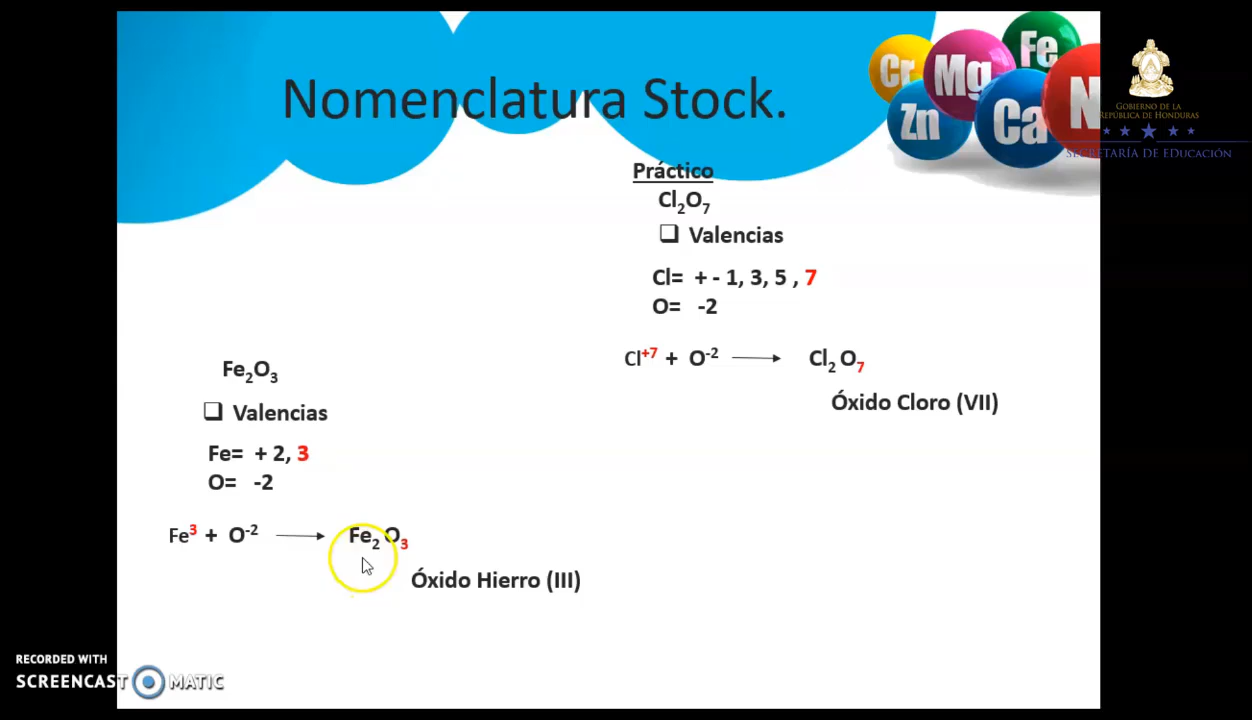 Nomenclatura Stock.
Cr
Mg
Fe
Zn
Ca
N
GOBIERNO DE LA
REPÚBLICA DE HONDURAS
SECRETARÍA DE EDUCACIÓN
Práctico
Cl₂O₇
❑ Valencias
Cl= + - 1, 3, 5 , 7
O= -2
Cl⁺⁷ + O⁻² → Cl₂ O₇
Óxido Cloro (VII)
Fe₂O₃
❑ Valencias
Fe= + 2, 3
O= -2
Fe³ + O⁻² → Fe₂ O₃
Óxido Hierro (III)
RECORDED WITH
SCREENCAST MATIC